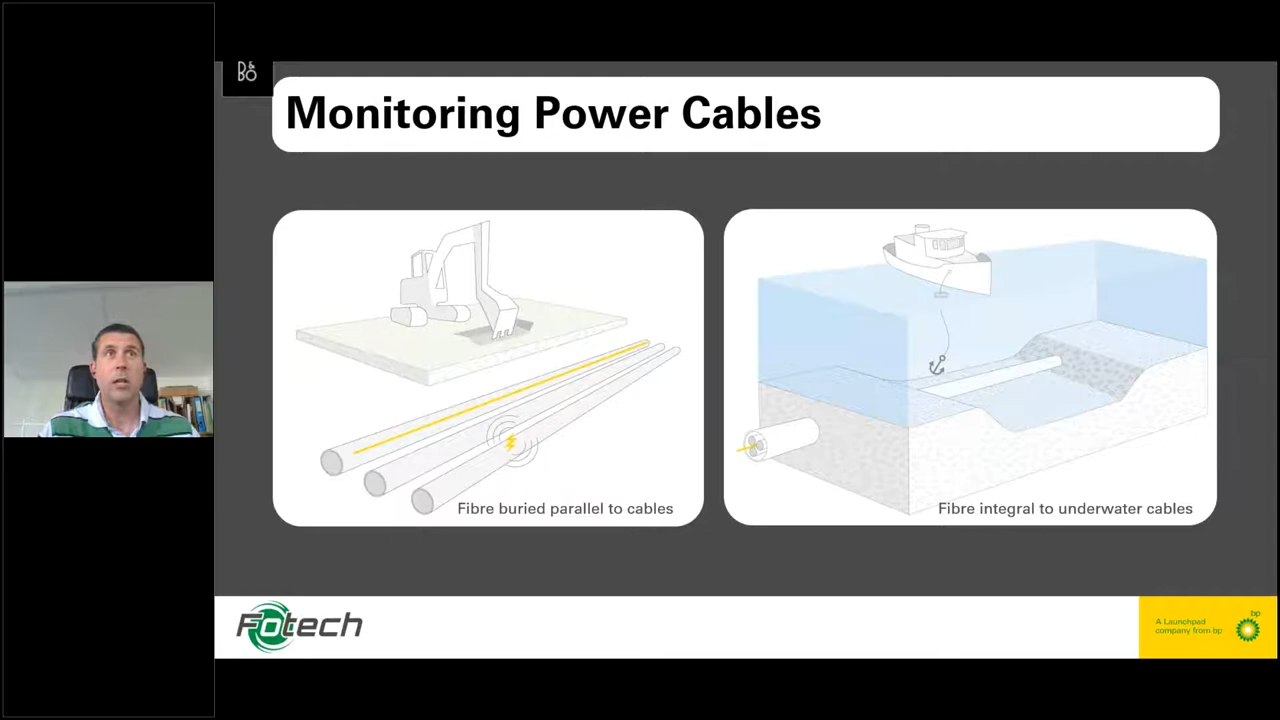 B&
BO
Monitoring Power Cables
Fibre buried parallel to cables
Fibre integral to underwater cables
Fotech
A Launchpad
company from bp
bp